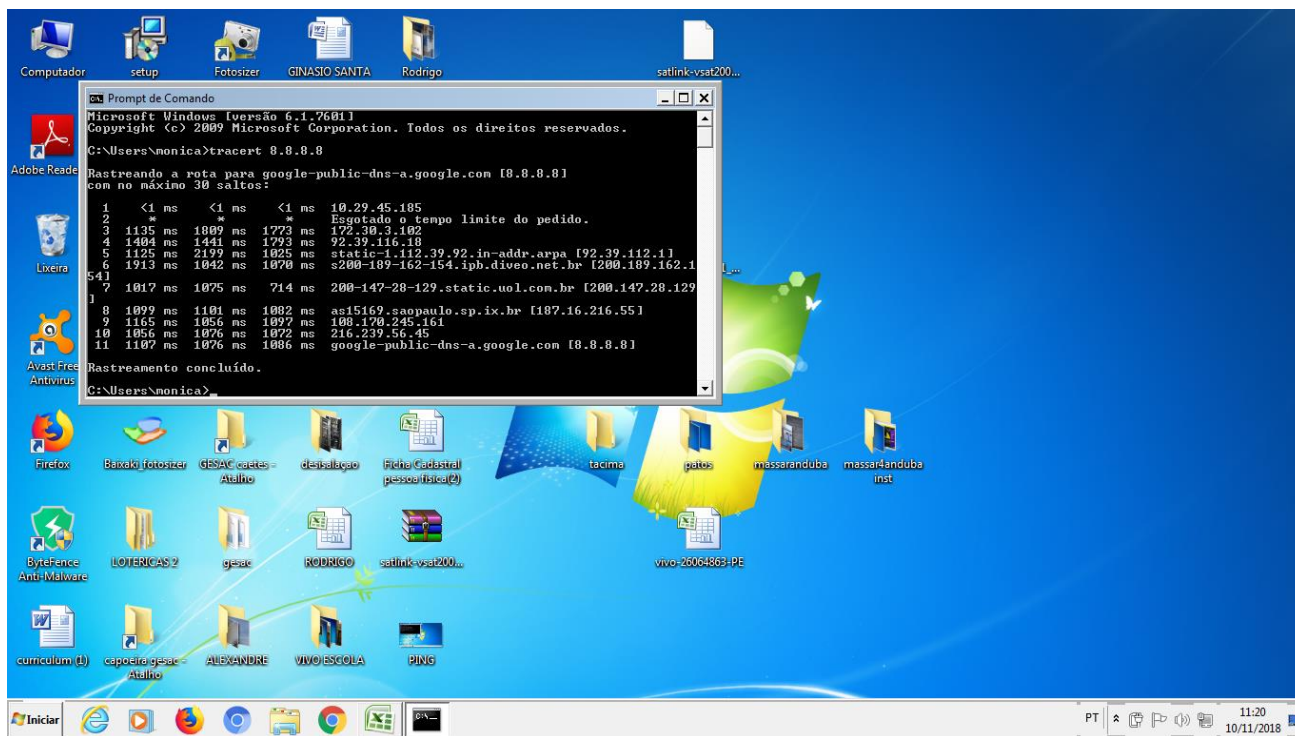 Computador
setup
Fotosizer
GINASIO SANTA
Rodrigo
satlink-vsat200...
Prompt de Comando
Microsoft Windows [versão 6.1.7601]
Copyright (c) 2009 Microsoft Corporation. Todos os direitos reservados.
C:\Users\monica>tracert 8.8.8.8
Rastreando a rota para google-public-dns-a.google.com [8.8.8.8]
com no máximo 30 saltos:
1 <1 ms <1 ms <1 ms 10.29.45.185
2 * * * Esgotado o tempo limite do pedido.
3 1135 ms 1809 ms 1773 ms 172.30.3.102
4 1404 ms 1441 ms 1793 ms 92.39.116.18
5 1125 ms 2199 ms 1025 ms static-1.112.39.92.in-addr.arpa [92.39.112.1]
6 1913 ms 1042 ms 1070 ms s200-189-162-154.ipb.diveo.net.br [200.189.162.1
54]
7 1017 ms 1075 ms 714 ms 200-147-28-129.static.uol.com.br [200.147.28.129
]
8 1099 ms 1101 ms 1082 ms as15169.saopaulo.sp.ix.br [187.16.216.55]
9 1165 ms 1056 ms 1097 ms 108.170.245.161
10 1056 ms 1076 ms 1072 ms 216.239.56.45
11 1107 ms 1076 ms 1086 ms google-public-dns-a.google.com [8.8.8.8]
Rastreamento concluído.
C:\Users\monica>_
Adobe Reade
Lixeira
Avast Free
Antivirus
Firefox
Baixaki_fotosizer
GESAC caetes -
Atalho
desisalaçao
Ficha Cadastral
pessoa fisica(2)
tacima
patos
massaranduba
massar4anduba
inst
ByteFence
Anti-Malware
LOTERICAS 2
gesac
RODRIGO
satlink-vsat200...
vivo-26064863-PE
curriculum (1)
capoeira gesac -
Atalho
ALEXANDRE
VIVO ESCOLA
PING
Iniciar
PT
11:20
10/11/2018